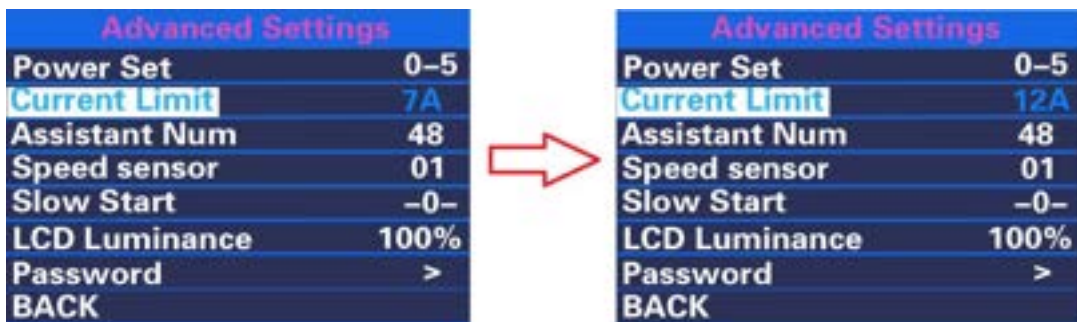 Advanced Settings
Power Set 0–5
Current Limit 7A
Assistant Num 48
Speed sensor 01
Slow Start –0–
LCD Luminance 100%
Password >
BACK
Advanced Settings
Power Set 0–5
Current Limit 12A
Assistant Num 48
Speed sensor 01
Slow Start –0–
LCD Luminance 100%
Password >
BACK